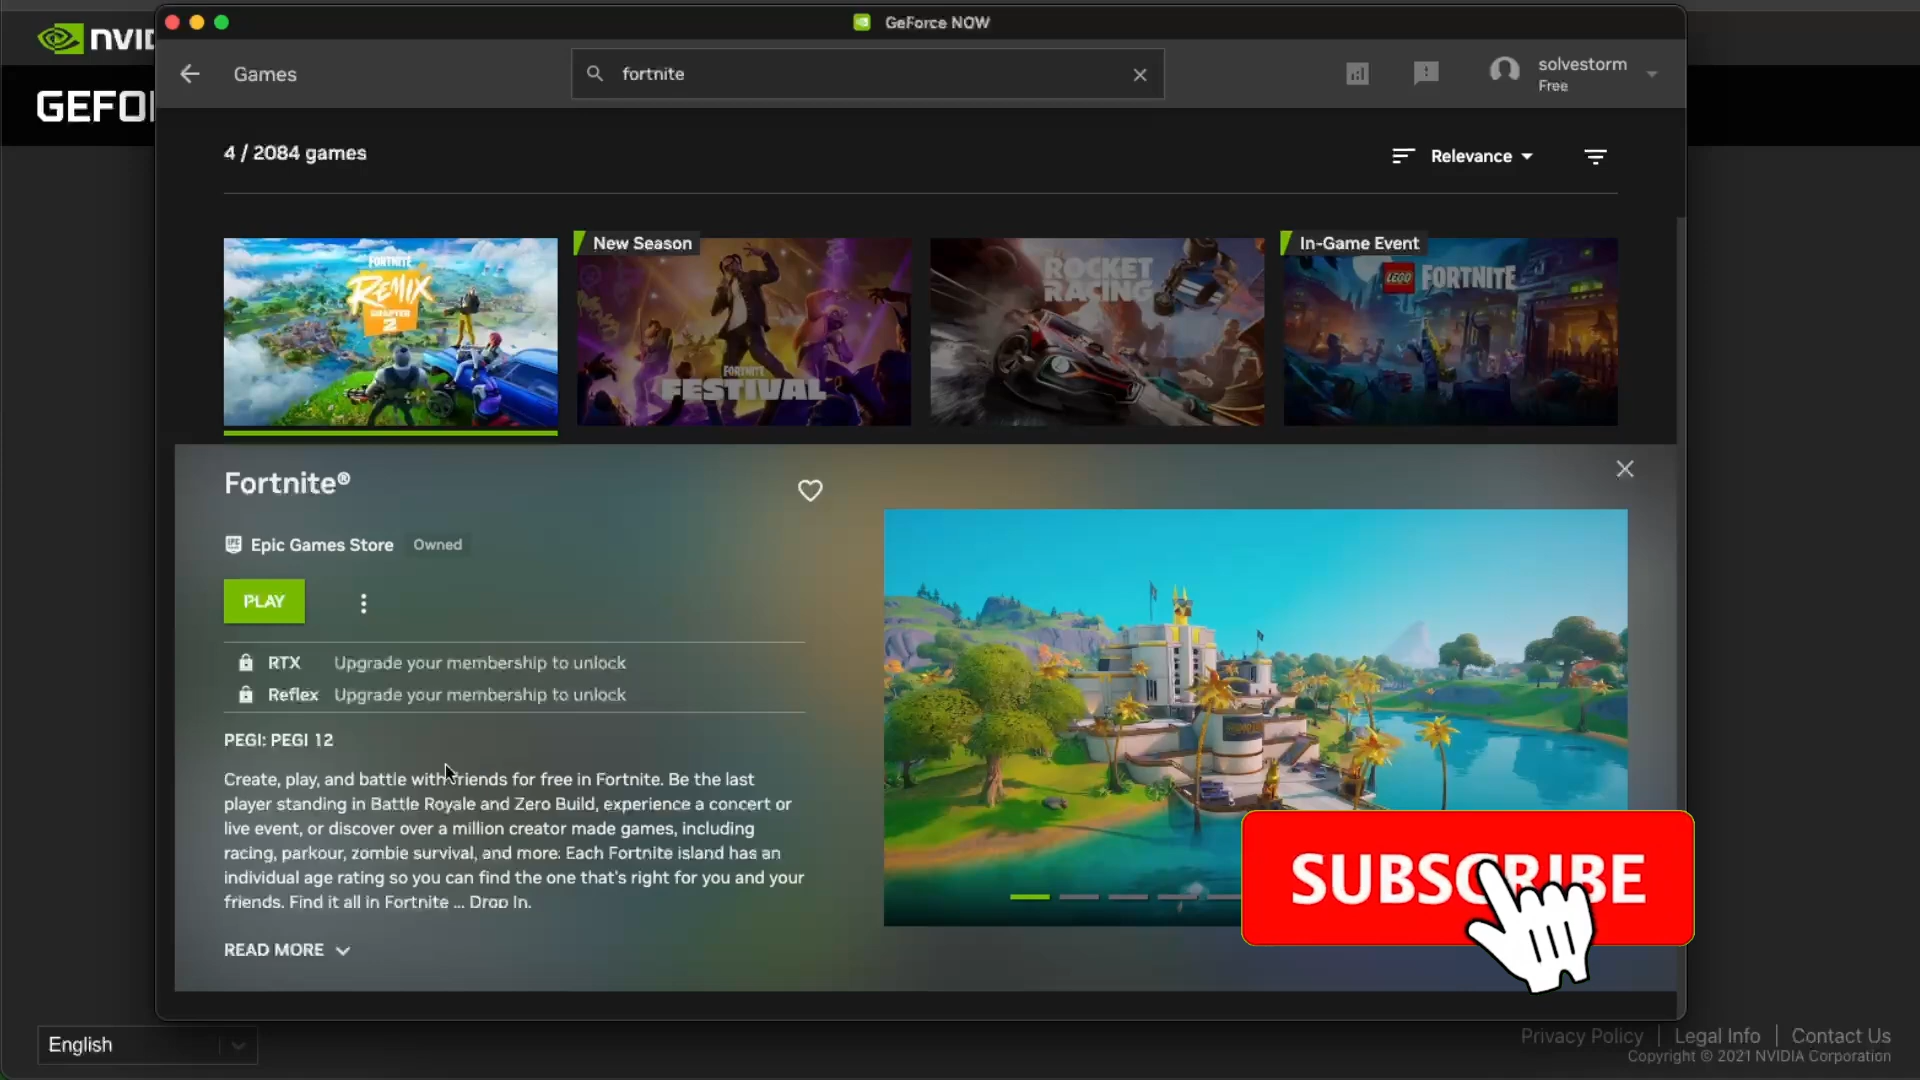 GeForce NOW
NVID
GEFO
Games
fortnite
solvestorm
Free
4 / 2084 games
Relevance
FORTNITE
REMIX
CHAPTER
2
New Season
FORTNITE
FESTIVAL
ROCKET
RACING
In-Game Event
LEGO FORTNITE
Fortnite®
Epic Games Store Owned
PLAY
RTX Upgrade your membership to unlock
Reflex Upgrade your membership to unlock
PEGI: PEGI 12
Create, play, and battle with friends for free in Fortnite. Be the last
player standing in Battle Royale and Zero Build, experience a concert or
live event, or discover over a million creator made games, including
racing, parkour, zombie survival, and more. Each Fortnite island has an
individual age rating so you can find the one that's right for you and your
friends. Find it all in Fortnite ... Drop In.
READ MORE
SUBSCRIBE
English
Privacy Policy | Legal Info | Contact Us
Copyright © 2021 NVIDIA Corporation